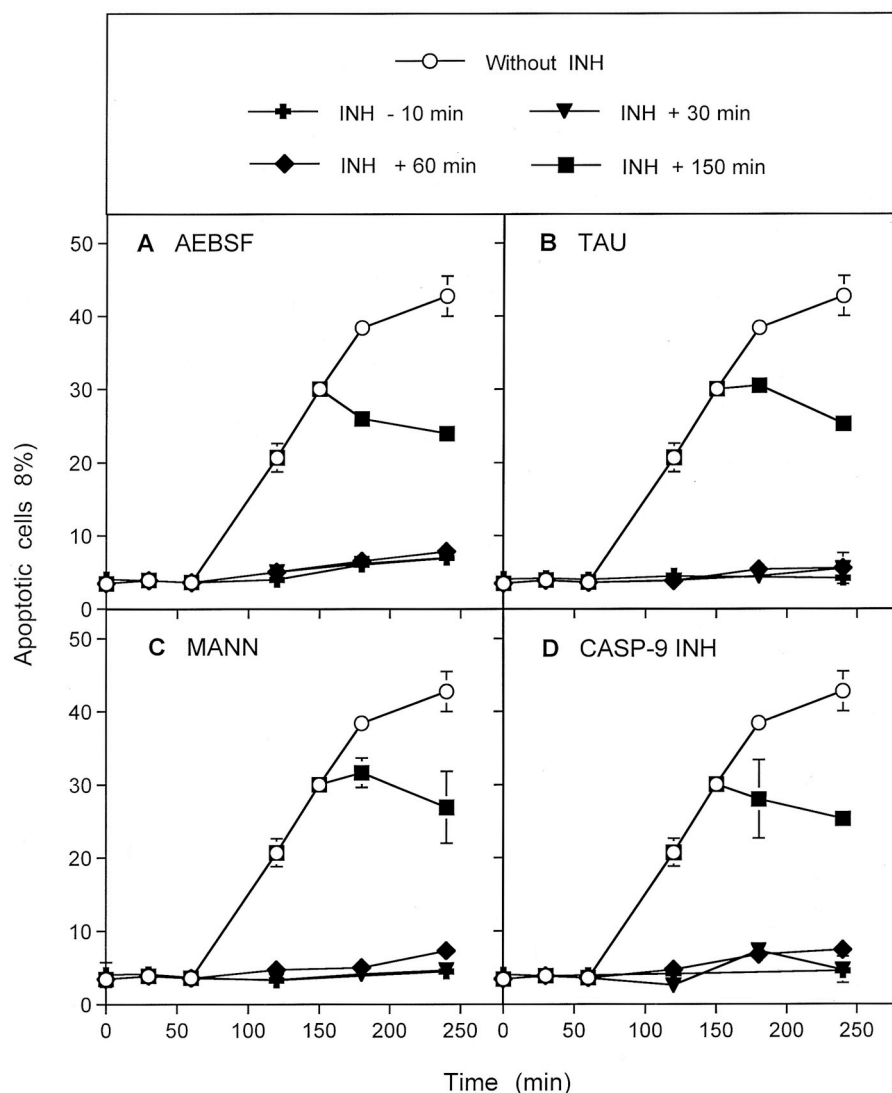 Without INH
INH - 10 min INH + 30 min
INH + 60 min INH + 150 min
A AEBSF B TAU
50
40
30
20
10
0
C MANN D CASP-9 INH
50
40
30
20
10
0
0 50 100 150 200 250 0 50 100 150 200 250
Apoptotic cells 8%)
Time (min)